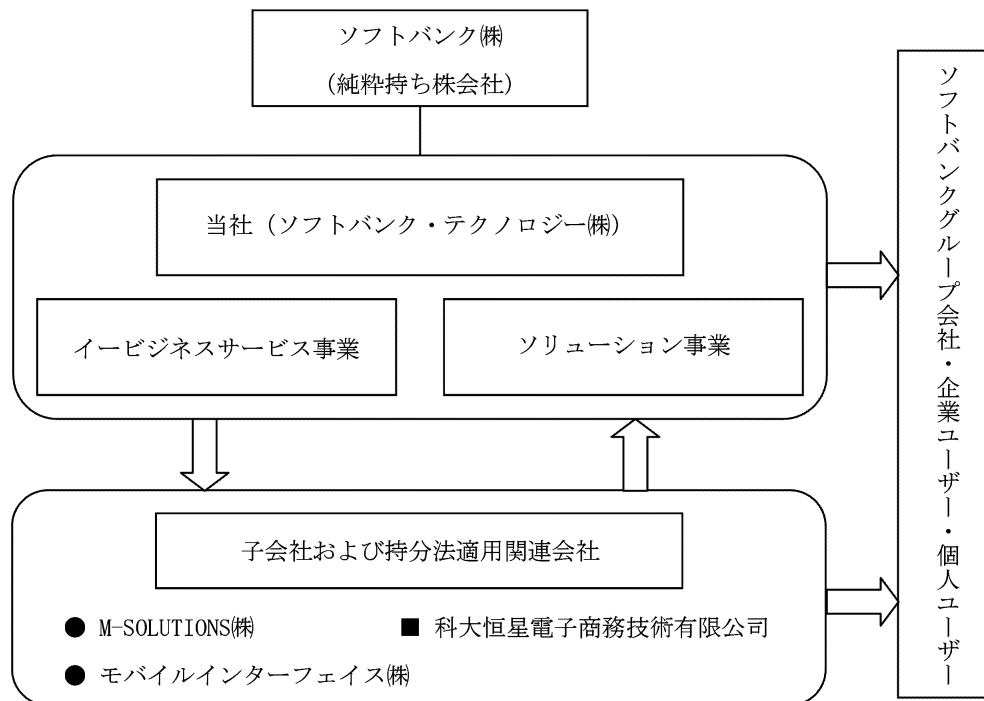 ソフトバンク㈱
(純粋持ち株会社)
当社（ソフトバンク・テクノロジー㈱）
イービジネスサービス事業
ソリューション事業
子会社および持分法適用関連会社
● M-SOLUTIONS㈱
■ 科大恒星電子商務技術有限公司
● モバイルインターフェイス㈱
ソフトバンクグループ会社・企業ユーザー・個人ユーザー